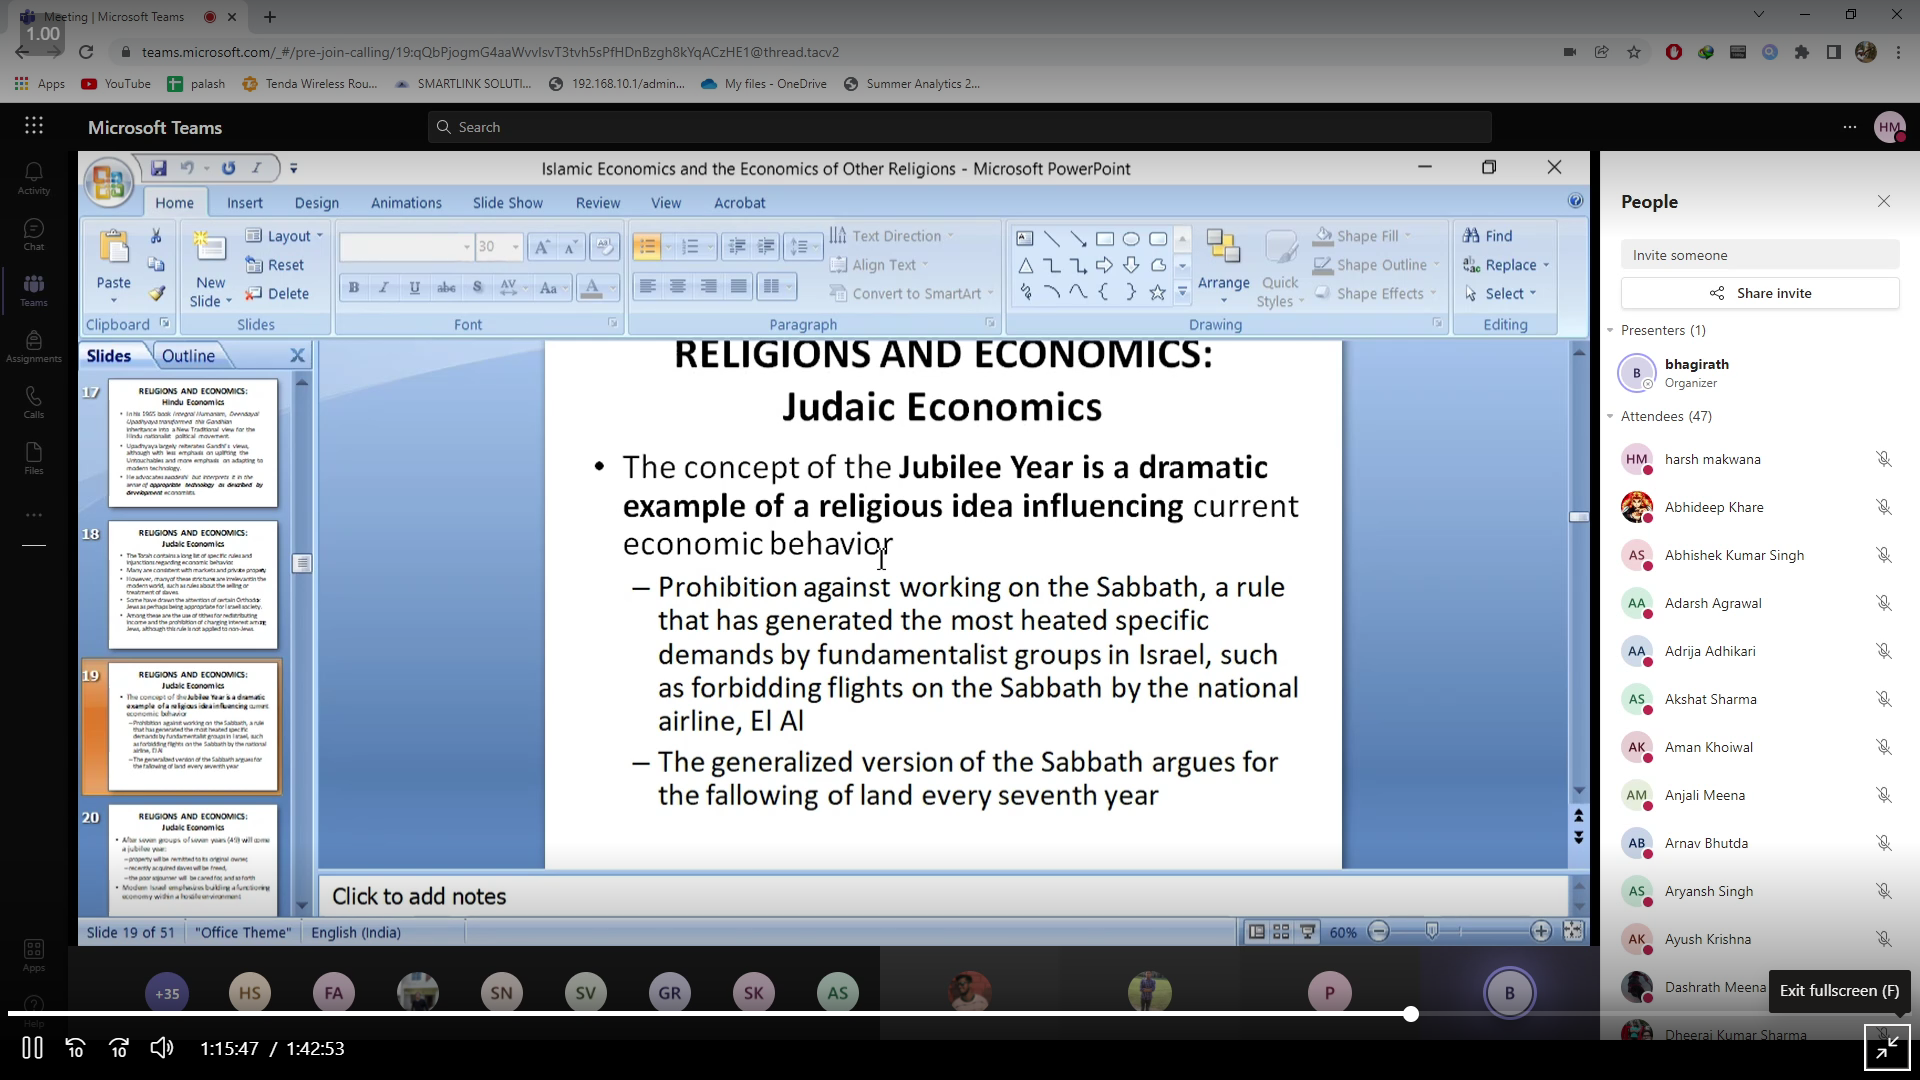 Meeting | Microsoft Teams
1.00
teams.microsoft.com/_#/pre-join-calling/19:qQbPjogmG4aaWvvIsvT3tvh5sPfHDnBzgh8kYqACzHE1@thread.tacv2
Apps YouTube palash Tenda Wireless Rou... SMARTLINK SOLUTI... 192.168.10.1/admin... My files - OneDrive Summer Analytics 2...
Microsoft Teams
Search
HM
Activity
Chat
Teams
Assignments
Calls
Files
Apps
Help
Islamic Economics and the Economics of Other Religions - Microsoft PowerPoint
Home Insert Design Animations Slide Show Review View Acrobat
Paste
Clipboard
New Slide
Layout
Reset
Delete
Slides
30
Font
Text Direction
Align Text
Convert to SmartArt
Paragraph
Arrange
Quick Styles
Shape Fill
Shape Outline
Shape Effects
Drawing
Find
Replace
Select
Editing
Slides Outline
17
RELIGIONS AND ECONOMICS:
Hindu Economics
• In his 1965 book Integral Humanism, Deendayal
Upadhyaya transformed this Gandhian
inheritance into a New Traditional view for the
Hindu nationalist political movement.
• Upadhyaya largely reiterates Gandhi's views,
although with less emphasis on uplifting the
Untouchables and more emphasis on adapting to
modern technology.
• He advocates swadeshi but interprets it in the
sense of appropriate technology as described by
development economists.
18
RELIGIONS AND ECONOMICS:
Judaic Economics
• The Torah contains a long list of specific rules and
injunctions regarding economic behavior.
• Many are consistent with markets and private property
• However, many of these strictures are irrelevant in the
modern world, such as rules about the selling or
treatment of slaves.
• Some have drawn the attention of certain Orthodox
Jews as perhaps being appropriate for Israeli society.
• Among these are the use of tithes for redistributing
income and the prohibition of charging interest among
Jews, although this rule is not applied to non-Jews.
19
RELIGIONS AND ECONOMICS:
Judaic Economics
• The concept of the Jubilee Year is a dramatic
example of a religious idea influencing current
economic behavior
– Prohibition against working on the Sabbath, a rule
that has generated the most heated specific
demands by fundamentalist groups in Israel, such
as forbidding flights on the Sabbath by the national
airline, El Al
– The generalized version of the Sabbath argues for
the fallowing of land every seventh year
20
RELIGIONS AND ECONOMICS:
Judaic Economics
• After seven groups of seven years (49) will come
a jubilee year:
– property will be remitted to its original owner,
– recently acquired slaves will be freed,
– the poor sojourner will be cared for, and so forth
• Modern Israel emphasizes building a functioning
economy within a hostile environment
RELIGIONS AND ECONOMICS:
Judaic Economics
• The concept of the Jubilee Year is a dramatic
example of a religious idea influencing current
economic behavior
– Prohibition against working on the Sabbath, a rule
that has generated the most heated specific
demands by fundamentalist groups in Israel, such
as forbidding flights on the Sabbath by the national
airline, El Al
– The generalized version of the Sabbath argues for
the fallowing of land every seventh year
Click to add notes
Slide 19 of 51 "Office Theme" English (India) 60%
People
Invite someone
Share invite
Presenters (1)
B bhagirath
Organizer
Attendees (47)
HM harsh makwana
Abhideep Khare
AS Abhishek Kumar Singh
AA Adarsh Agrawal
AA Adrija Adhikari
AS Akshat Sharma
AK Aman Khoiwal
AM Anjali Meena
AB Arnav Bhutda
AS Aryansh Singh
AK Ayush Krishna
Dashrath Meena
Dheeraj Kumar Sharma
Exit fullscreen (F)
+35 HS FA SN SV GR SK AS P B
10 10 1:15:47 / 1:42:53